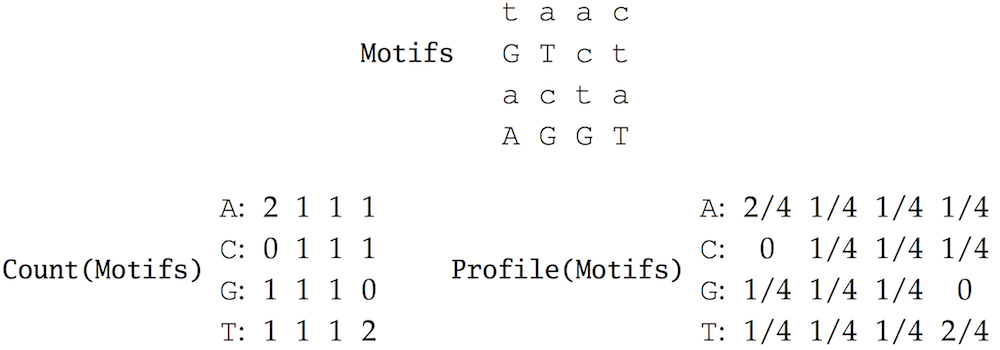 t a a c
Motifs G T c t
a c t a
A G G T
A: 2 1 1 1 A: 2/4 1/4 1/4 1/4
C: 0 1 1 1 C: 0 1/4 1/4 1/4
Count(Motifs) Profile(Motifs)
G: 1 1 1 0 G: 1/4 1/4 1/4 0
T: 1 1 1 2 T: 1/4 1/4 1/4 2/4